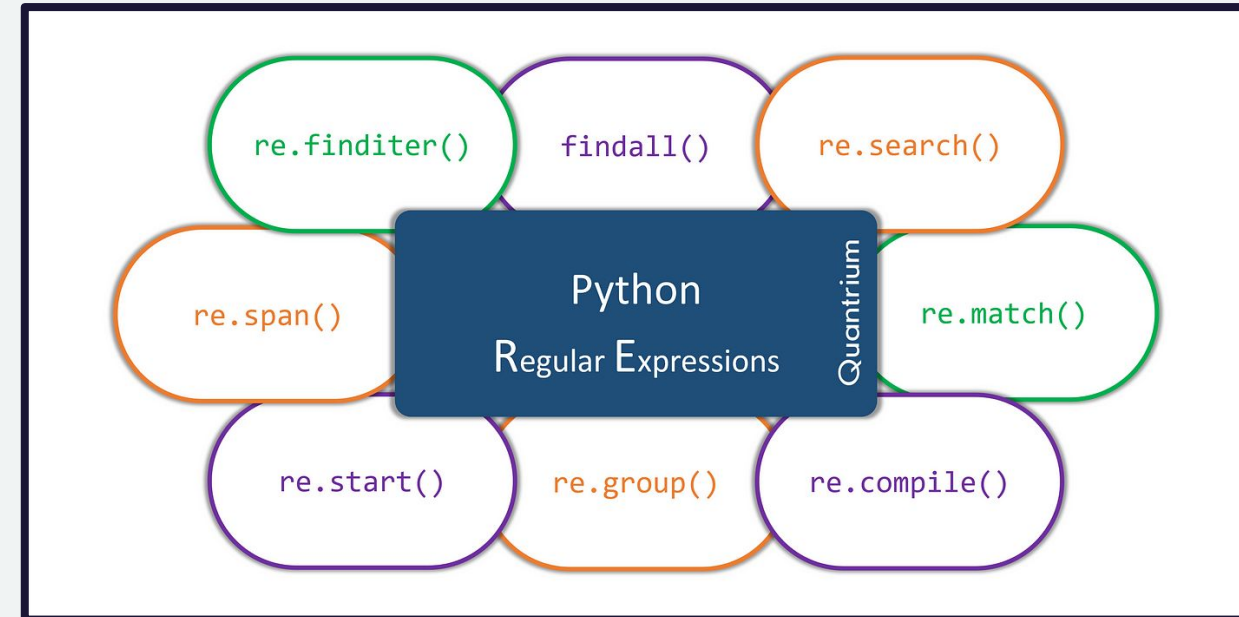 re.finditer()
findall()
re.search()
re.span()
Python
Regular Expressions
Quantrium
re.match()
re.start()
re.group()
re.compile()